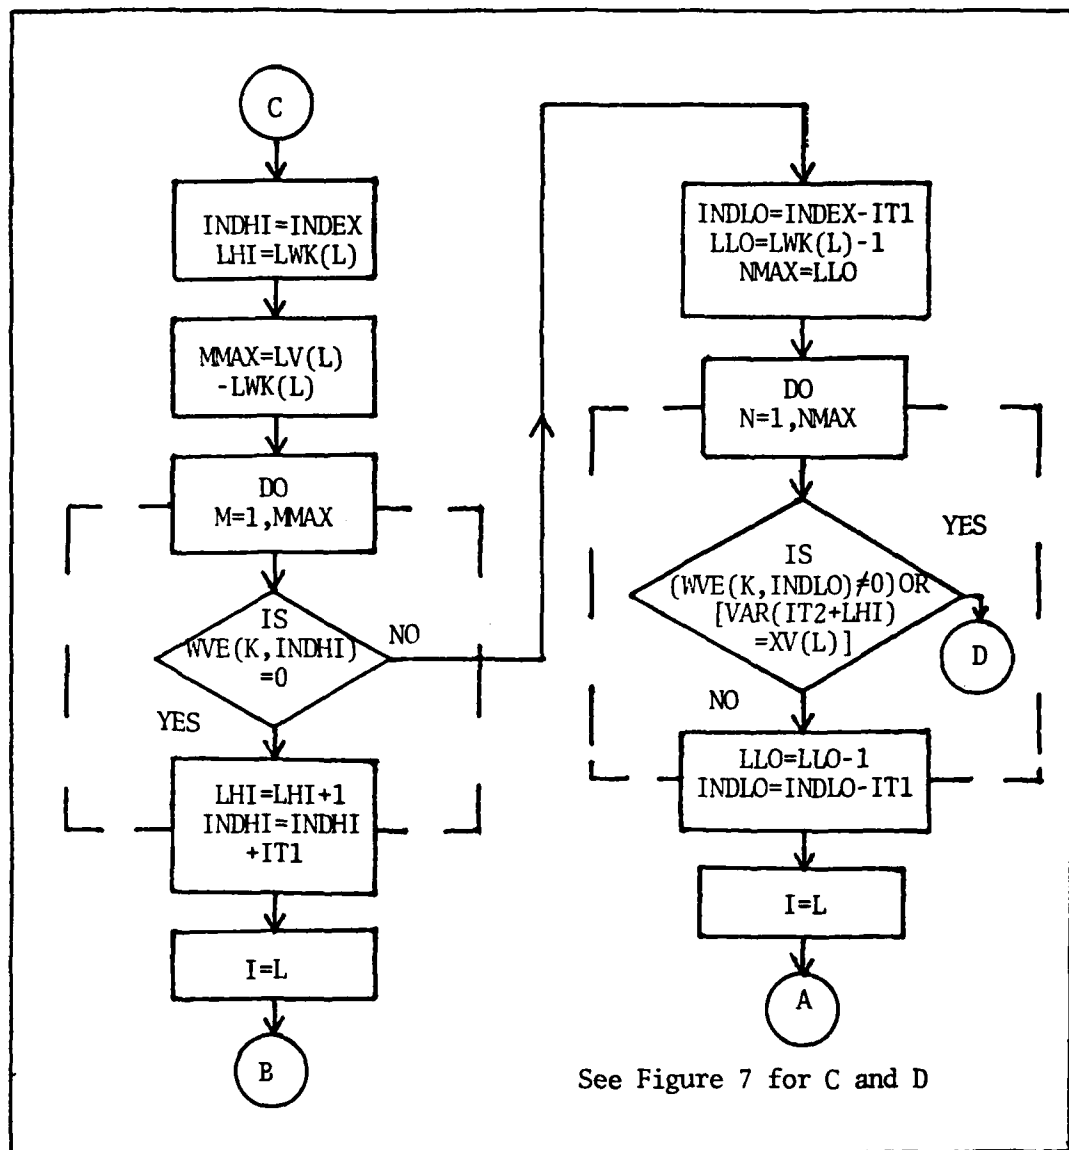 C
INDHI=INDEX
LHI=LWK(L)
MMAX=LV(L)
-LWK(L)
DO
M=1,MMAX
IS
WVE(K,INDHI)
=0
NO
YES
LHI=LHI+1
INDHI=INDHI
+IT1
I=L
B
INDLO=INDEX-IT1
LLO=LWK(L)-1
NMAX=LLO
DO
N=1,NMAX
YES
IS
(WVE(K,INDLO)≠0)OR
[VAR(IT2+LHI)
=XV(L)]
D
NO
LLO=LLO-1
INDLO=INDLO-IT1
I=L
A
See Figure 7 for C and D